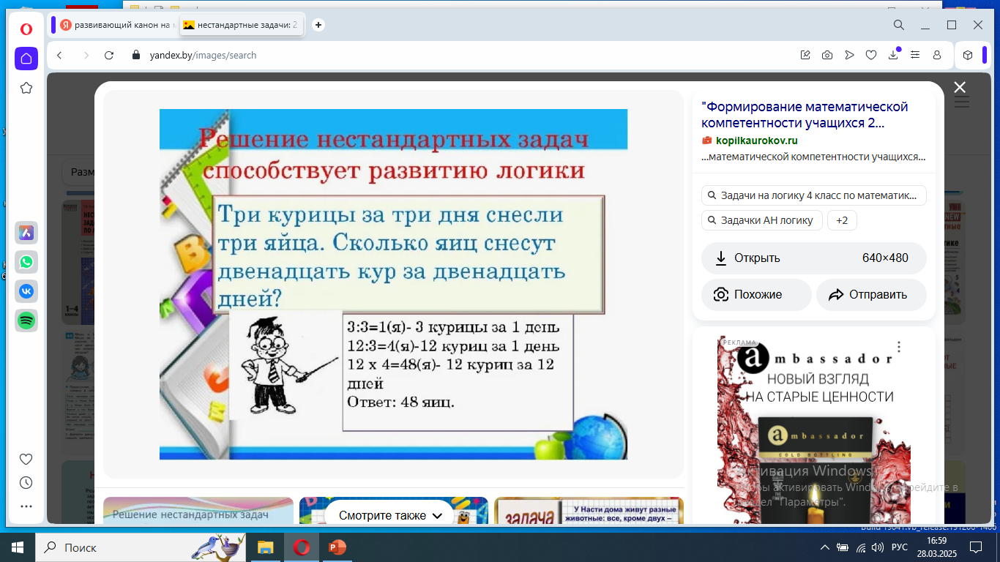 развивающий канон на м
нестандартные задачи: 2
yandex.by/images/search
Разм
Решение нестандартных задач
способствует развитию логики
Три курицы за три дня снесли
три яйца. Сколько яиц снесут
двенадцать кур за двенадцать
дней?
3:3=1(я)- 3 курицы за 1 день
12:3=4(я)-12 куриц за 1 день
12 х 4=48(я)- 12 куриц за 12
дней
Ответ: 48 яиц.
"Формирование математической
компетентности учащихся 2...
kopilkaurokov.ru
...математической компетентности учащихся...
Задачи на логику 4 класс по математик...
Задачки АН логику
+2
Открыть 640×480
Похожие
Отправить
РЕКЛАМА
ambassador
НОВЫЙ ВЗГЛЯД
НА СТАРЫЕ ЦЕННОСТИ
ambassador
COLD BOTTLING
Активация Windows
Чтобы активировать Windows, перейдите в
раздел "Параметры".
Решение нестандартных задач
Смотрите также
ЗАДАЧА
У Насти дома живут разные
животные: все, кроме двух –
Поиск
РУС
16:59
28.03.2025